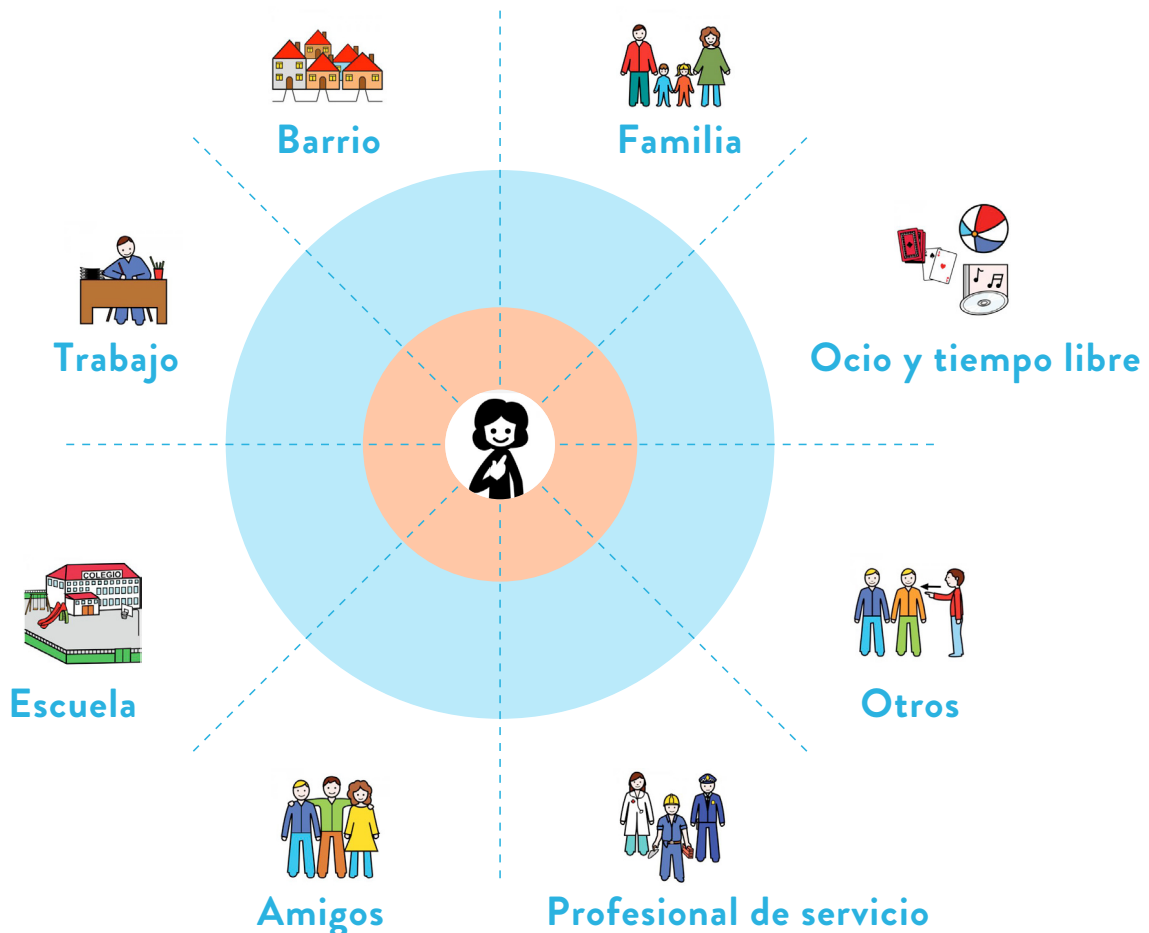 Barrio
Familia
Trabajo
Ocio y tiempo libre
COLEGIO
Escuela
Otros
Amigos
Profesional de servicio